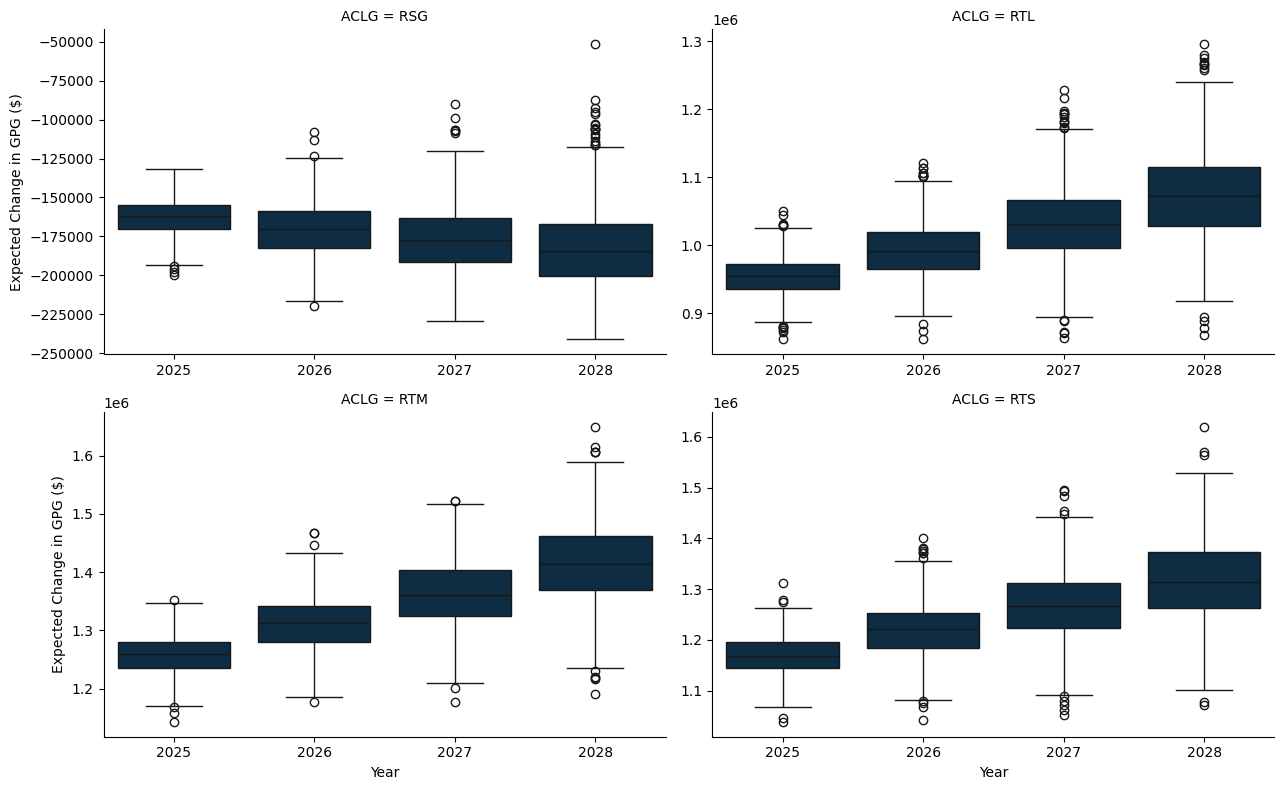 ACLG = RSG
Expected Change in GPG ($)
−50000
−75000
−100000
−125000
−150000
−175000
−200000
−225000
−250000
2025 2026 2027 2028
ACLG = RTL
1e6
1.3
1.2
1.1
1.0
0.9
2025 2026 2027 2028
ACLG = RTM
1e6
Expected Change in GPG ($)
1.6
1.5
1.4
1.3
1.2
2025 2026 2027 2028
Year
ACLG = RTS
1e6
1.6
1.5
1.4
1.3
1.2
1.1
2025 2026 2027 2028
Year